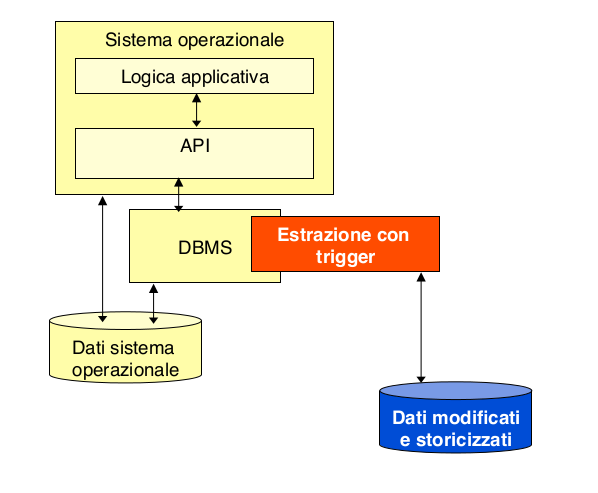 Sistema operazionale
Logica applicativa
API
DBMS
Estrazione con
trigger
Dati sistema
operazionale
Dati modificati
e storicizzati